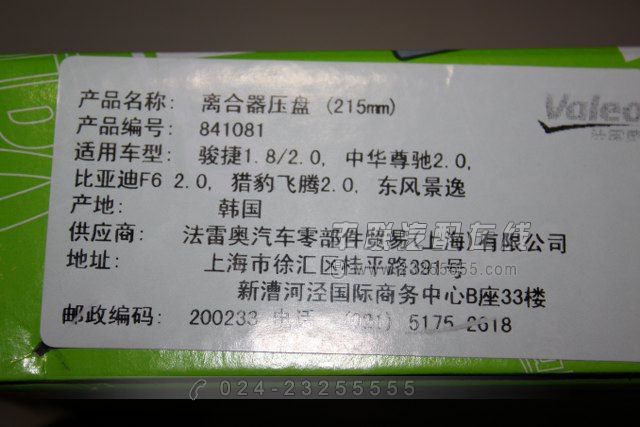 Valeo
产品名称: 离合器压盘 (215mm)
产品编号: 841081
适用车型: 骏捷1.8/2.0, 中华尊驰2.0,
比亚迪F6 2.0, 猎豹飞腾2.0, 东风景逸
产地: 韩国
供应商: 法雷奥汽车零部件贸易(上海)有限公司
地址: 上海市徐汇区桂平路391号
新漕河泾国际商务中心B座33楼
邮政编码: 200233 电话 (021) 5175 2618
024-23255555